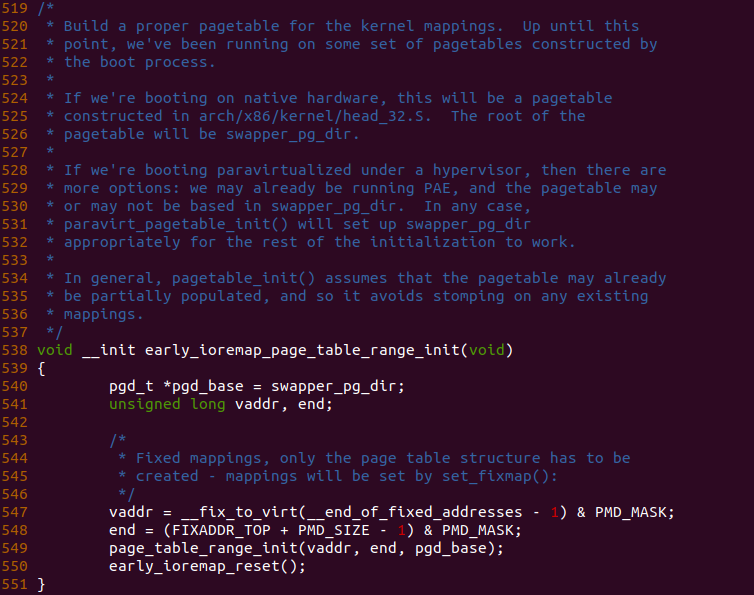 519 /*
520  * Build a proper pagetable for the kernel mappings.  Up until this
521  * point, we've been running on some set of pagetables constructed by
522  * the boot process.
523  *
524  * If we're booting on native hardware, this will be a pagetable
525  * constructed in arch/x86/kernel/head_32.S.  The root of the
526  * pagetable will be swapper_pg_dir.
527  *
528  * If we're booting paravirtualized under a hypervisor, then there are
529  * more options: we may already be running PAE, and the pagetable may
530  * or may not be based in swapper_pg_dir.  In any case,
531  * paravirt_pagetable_init() will set up swapper_pg_dir
532  * appropriately for the rest of the initialization to work.
533  *
534  * In general, pagetable_init() assumes that the pagetable may already
535  * be partially populated, and so it avoids stomping on any existing
536  * mappings.
537  */
538 void __init early_ioremap_page_table_range_init(void)
539 {
540         pgd_t *pgd_base = swapper_pg_dir;
541         unsigned long vaddr, end;
542
543         /*
544          * Fixed mappings, only the page table structure has to be
545          * created - mappings will be set by set_fixmap():
546          */
547         vaddr = __fix_to_virt(__end_of_fixed_addresses - 1) & PMD_MASK;
548         end = (FIXADDR_TOP + PMD_SIZE - 1) & PMD_MASK;
549         page_table_range_init(vaddr, end, pgd_base);
550         early_ioremap_reset();
551 }